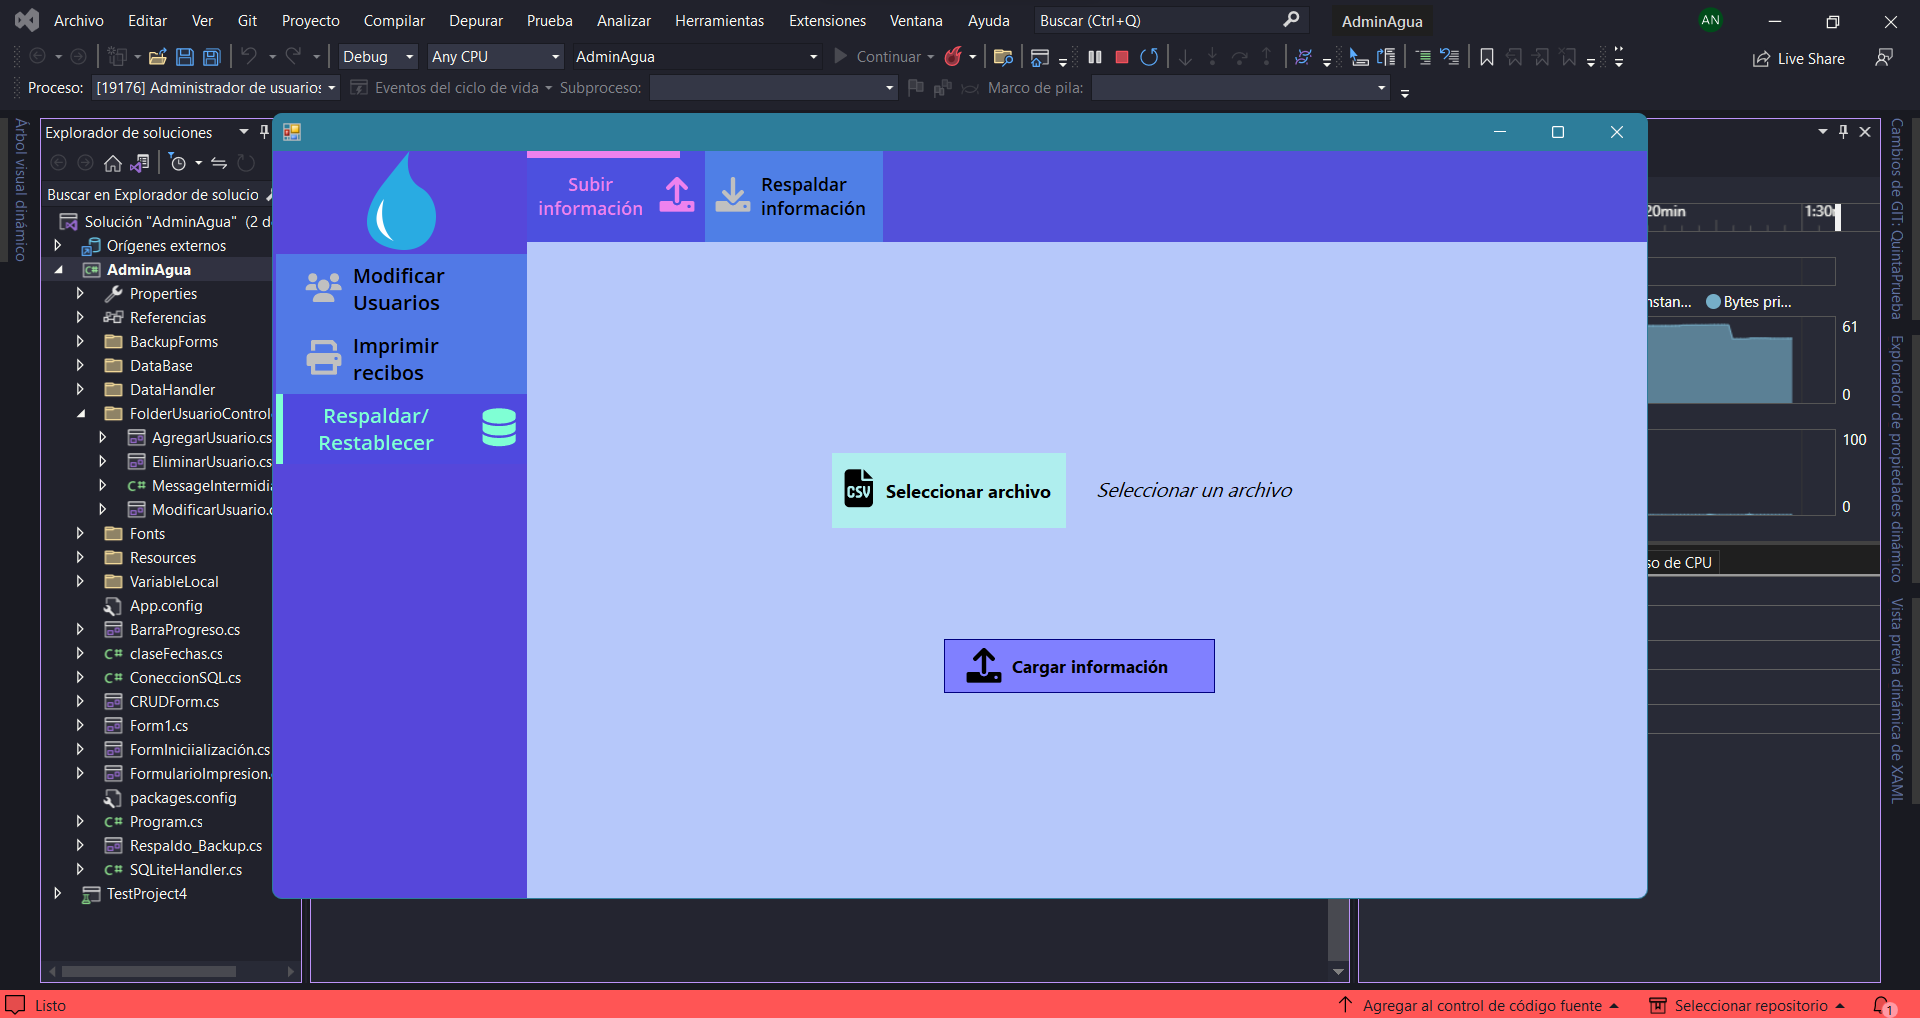 Archivo Editar Ver Git Proyecto Compilar Depurar Prueba Analizar Herramientas Extensiones Ventana Ayuda Buscar (Ctrl+Q) AdminAgua AN
Debug Any CPU AdminAgua Continuar Live Share
Proceso: [19176] Administrador de usuarios Eventos del ciclo de vida Subproceso: Marco de pila:
Árbol visual dinámico
Explorador de soluciones
Buscar en Explorador de solucio
Solución "AdminAgua" (2 d
Orígenes externos
AdminAgua
Properties
Referencias
BackupForms
DataBase
DataHandler
FolderUsuarioControl
AgregarUsuario.cs
EliminarUsuario.cs
MessageIntermidia
ModificarUsuario.c
Fonts
Resources
VariableLocal
App.config
BarraProgreso.cs
claseFechas.cs
ConeccionSQL.cs
CRUDForm.cs
Form1.cs
FormIniciialización.cs
FormularioImpresion.
packages.config
Program.cs
Respaldo_Backup.cs
SQLiteHandler.cs
TestProject4
Modificar
Usuarios
Imprimir
recibos
Respaldar/
Restablecer
Subir
información
Respaldar
información
CSV Seleccionar archivo
Seleccionar un archivo
Cargar información
20min 1:30
nstan... Bytes pri...
61
0
100
0
so de CPU
Cambios de GIT: QuintaPrueba
Explorador de propiedades dinámico
Vista previa dinámica de XAML
Listo
Agregar al control de código fuente Seleccionar repositorio 1